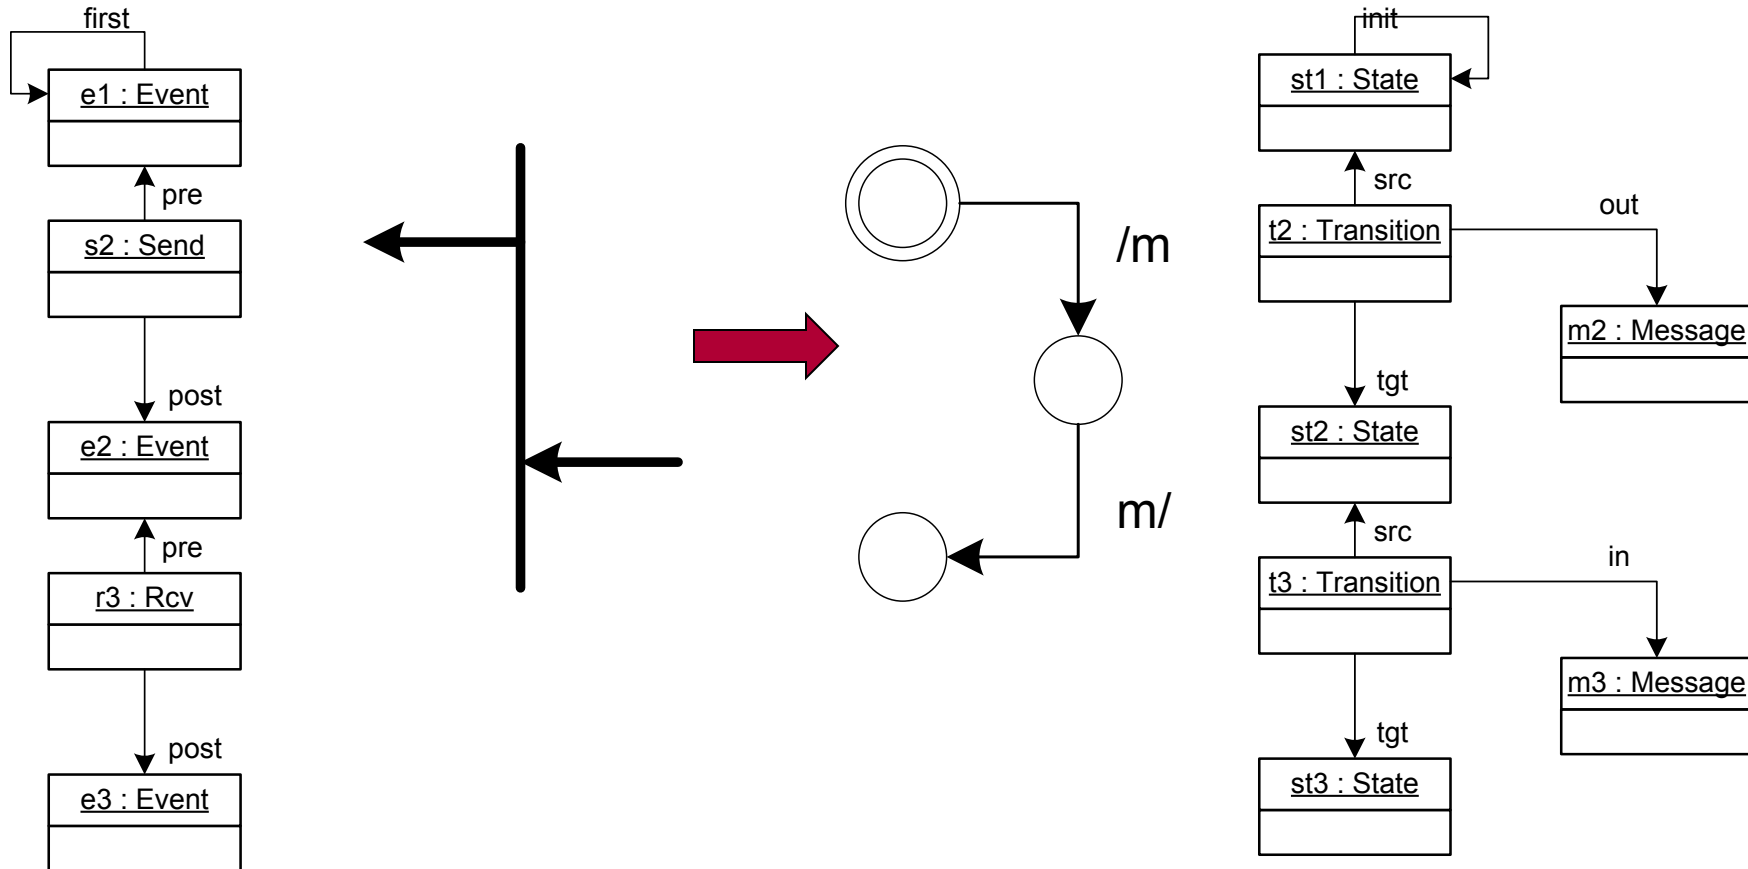 first
e1 : Event
pre
s2 : Send
post
e2 : Event
pre
r3 : Rcv
post
e3 : Event
/m
m/
init
st1 : State
src
t2 : Transition
out
m2 : Message
tgt
st2 : State
src
t3 : Transition
in
m3 : Message
tgt
st3 : State